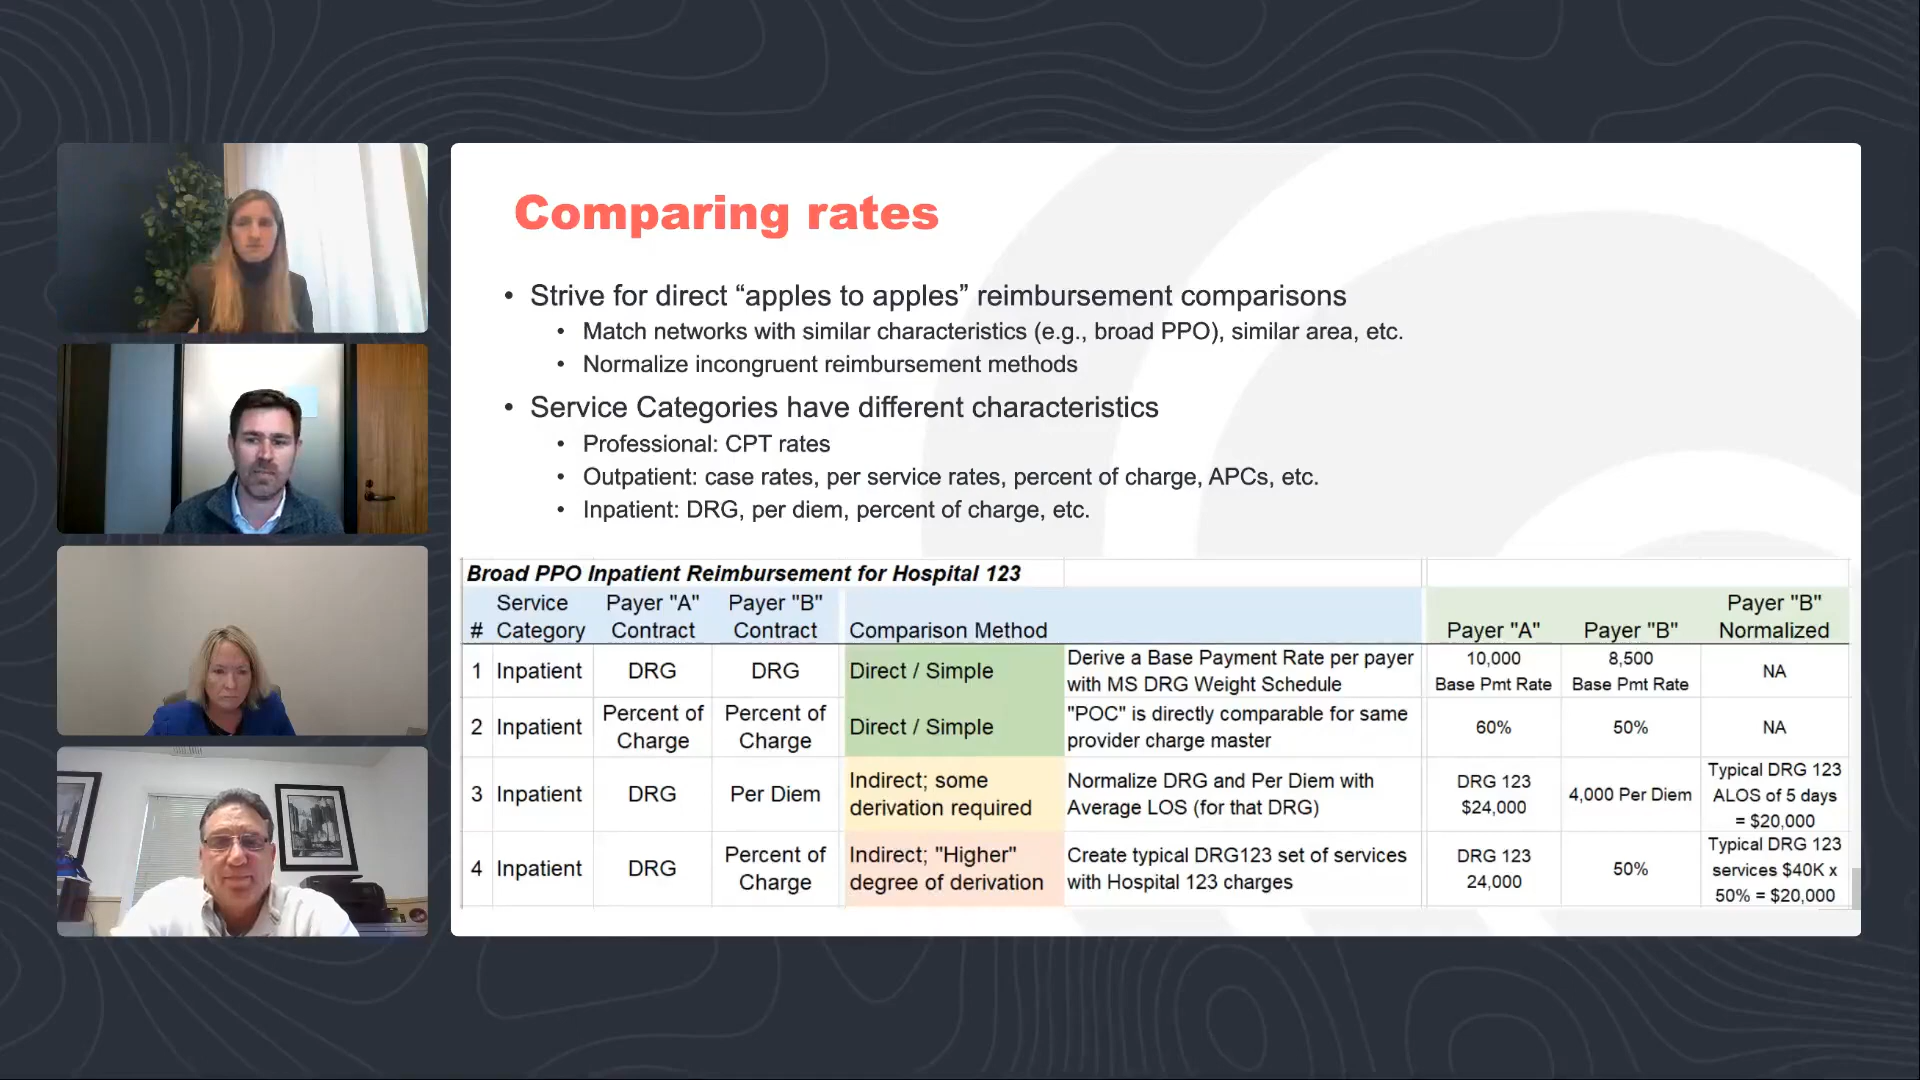 Comparing rates
• Strive for direct “apples to apples” reimbursement comparisons
• Match networks with similar characteristics (e.g., broad PPO), similar area, etc.
• Normalize incongruent reimbursement methods
• Service Categories have different characteristics
• Professional: CPT rates
• Outpatient: case rates, per service rates, percent of charge, APCs, etc.
• Inpatient: DRG, per diem, percent of charge, etc.
Broad PPO Inpatient Reimbursement for Hospital 123
Service Payer "A" Payer "B" Payer "B"
# Category Contract Contract Comparison Method Payer "A" Payer "B" Normalized
1 Inpatient DRG DRG Direct / Simple
Derive a Base Payment Rate per payer
with MS DRG Weight Schedule
10,000
Base Pmt Rate
8,500
Base Pmt Rate
NA
2 Inpatient
Percent of
Charge
Percent of
Charge
Direct / Simple
"POC" is directly comparable for same
provider charge master
60%
50%
NA
3 Inpatient DRG Per Diem
Indirect; some
derivation required
Normalize DRG and Per Diem with
Average LOS (for that DRG)
DRG 123
$24,000
4,000 Per Diem
Typical DRG 123
ALOS of 5 days
= $20,000
4 Inpatient DRG
Percent of
Charge
Indirect; "Higher"
degree of derivation
Create typical DRG123 set of services
with Hospital 123 charges
DRG 123
24,000
50%
Typical DRG 123
services $40K x
50% = $20,000